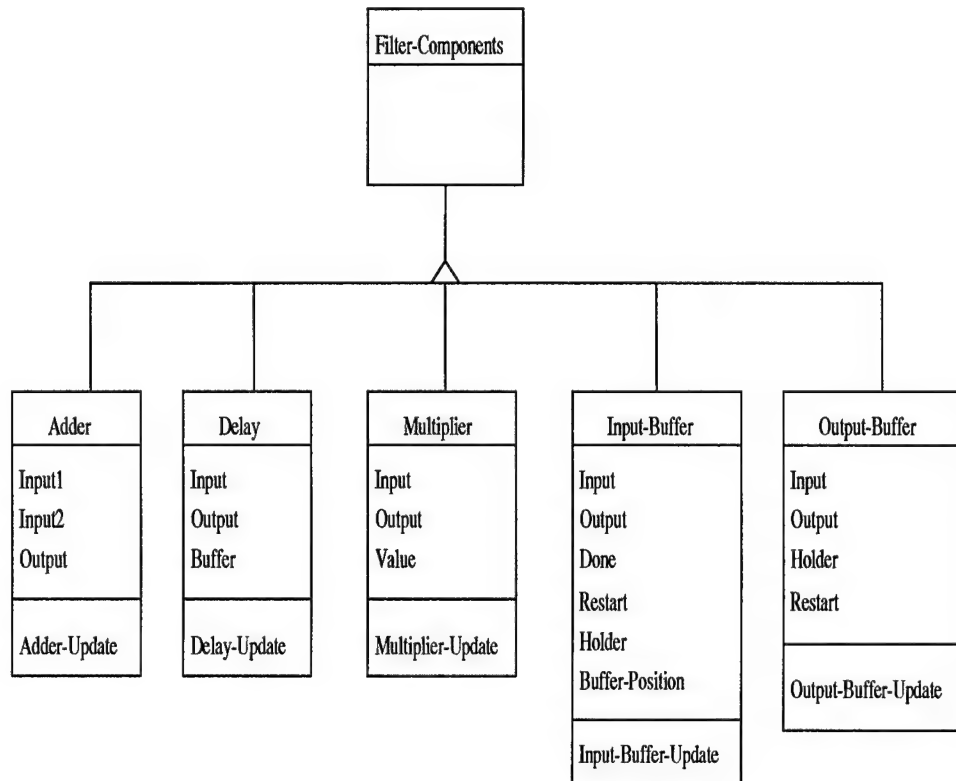 Filter-Components
Adder
Input1
Input2
Output
Adder-Update
Delay
Input
Output
Buffer
Delay-Update
Multiplier
Input
Output
Value
Multiplier-Update
Input-Buffer
Input
Output
Done
Restart
Holder
Buffer-Position
Input-Buffer-Update
Output-Buffer
Input
Output
Holder
Restart
Output-Buffer-Update